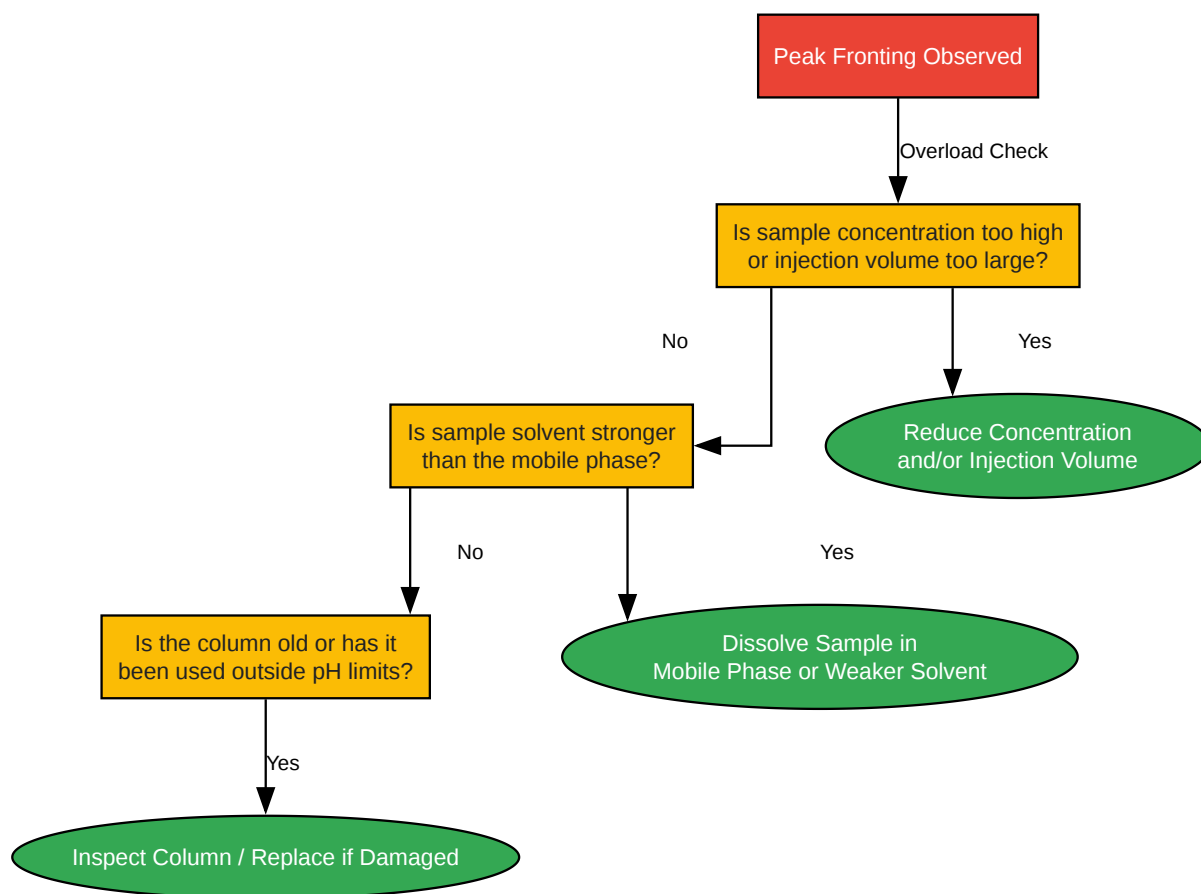 Peak Fronting Observed
Overload Check
Is sample concentration too high
or injection volume too large?
No
Yes
Is sample solvent stronger
than the mobile phase?
Reduce Concentration
and/or Injection Volume
No
Yes
Is the column old or has it
been used outside pH limits?
Dissolve Sample in
Mobile Phase or Weaker Solvent
Yes
Inspect Column / Replace if Damaged